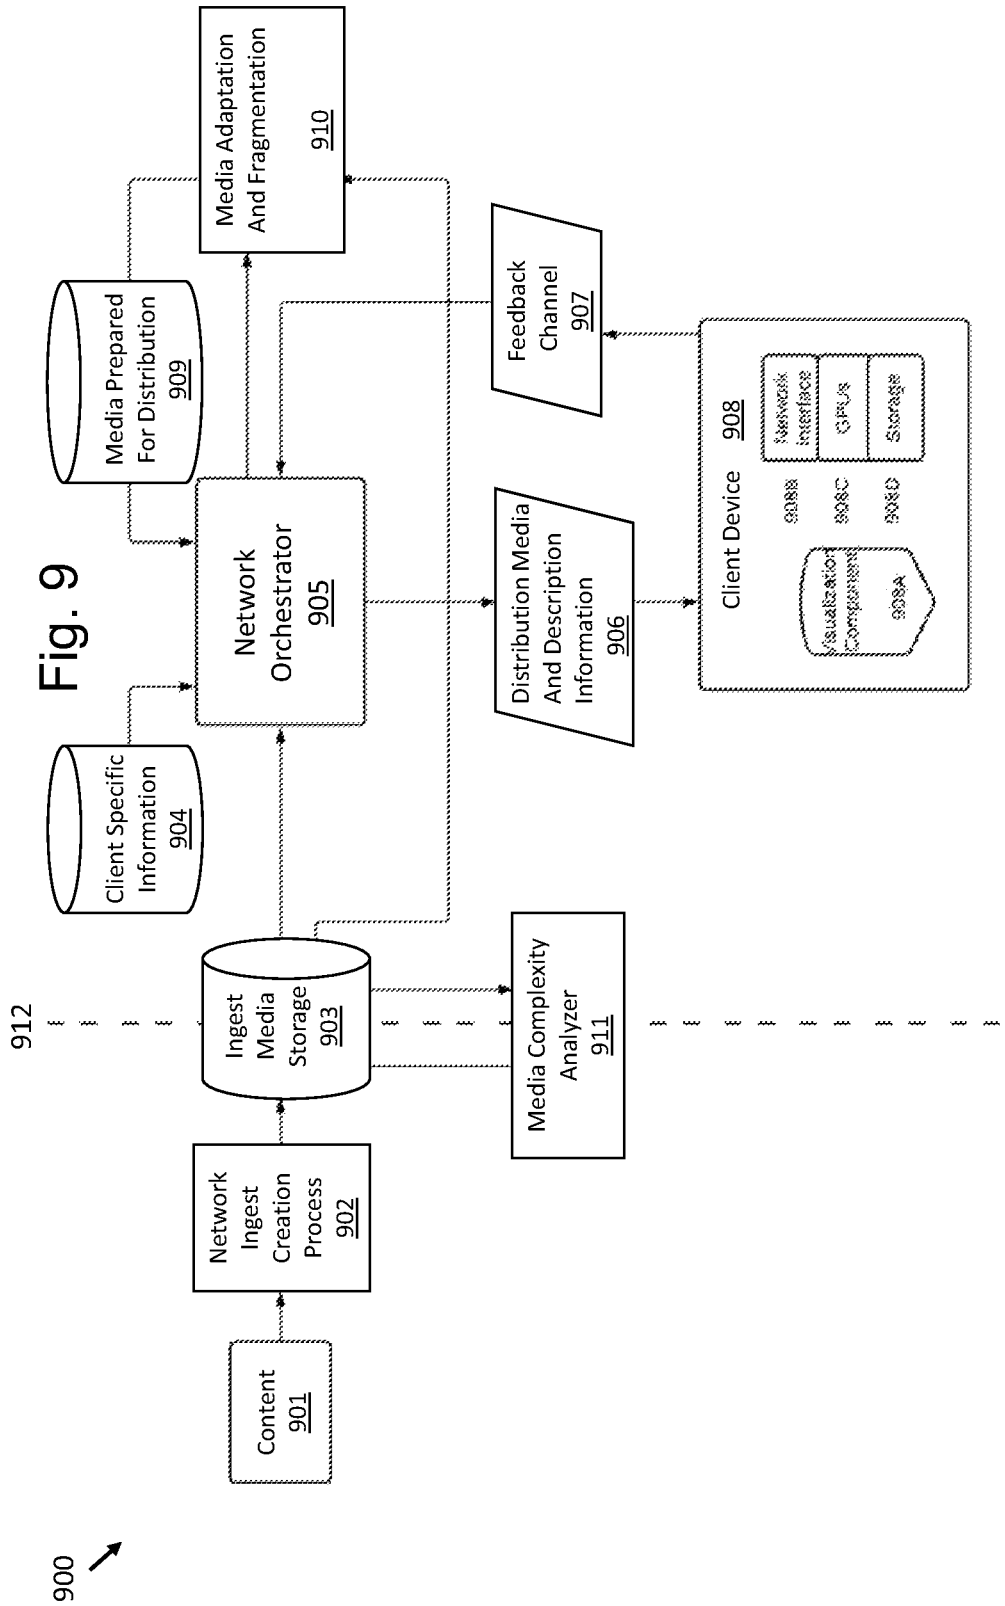 Fig. 9
900
912
Content
901
Network
Ingest
Creation
Process
902
Ingest
Media
Storage
903
Media Complexity
Analyzer
911
Client Specific
Information
904
Network
Orchestrator
905
Media Prepared
For Distribution
909
Media Adaptation
And Fragmentation
910
Distribution Media
And Description
Information
906
Feedback
Channel
907
Client Device 908
Visualization
Component
908A
908B
Network
Interface
908C
GPUs
908D
Storage